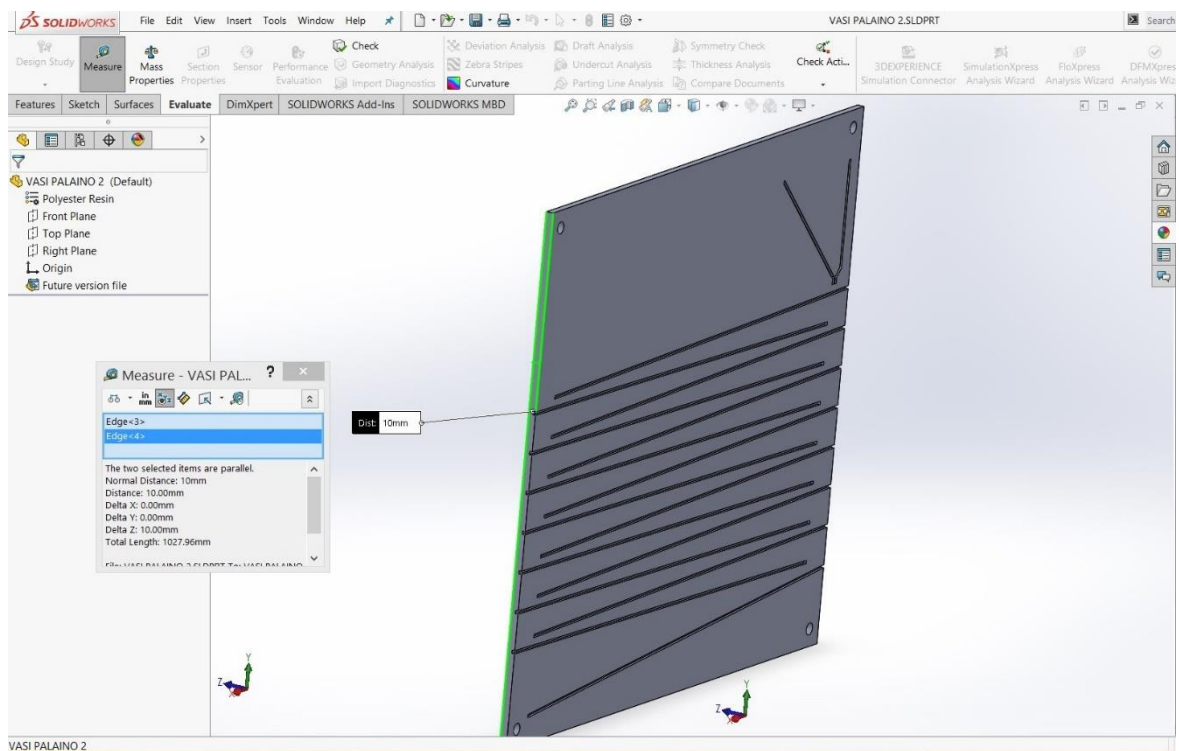 SOLIDWORKS File Edit View Insert Tools Window Help VASI PALAINO 2.SLDPRT Search
Design Study
Measure
Mass Properties
Section Properties
Sensor
Performance Evaluation
Check
Geometry Analysis
Import Diagnostics
Deviation Analysis
Zebra Stripes
Curvature
Draft Analysis
Undercut Analysis
Parting Line Analysis
Symmetry Check
Thickness Analysis
Compare Documents
Check Acti...
3DEXPERIENCE Simulation Connector
SimulationXpress Analysis Wizard
FloXpress Analysis Wizard
DFMXpres Analysis Wiz
Features Sketch Surfaces Evaluate DimXpert SOLIDWORKS Add-Ins SOLIDWORKS MBD
VASI PALAINO 2 (Default)
Polyester Resin
Front Plane
Top Plane
Right Plane
Origin
Future version file
Measure - VASI PAL... ?
in
mm
Edge<3>
Edge<4>
The two selected items are parallel.
Normal Distance: 10mm
Distance: 10.00mm
Delta X: 0.00mm
Delta Y: 0.00mm
Delta Z: 10.00mm
Total Length: 1027.96mm
Dist: 10mm
Y
Z
X
Y
Z
X
VASI PALAINO 2